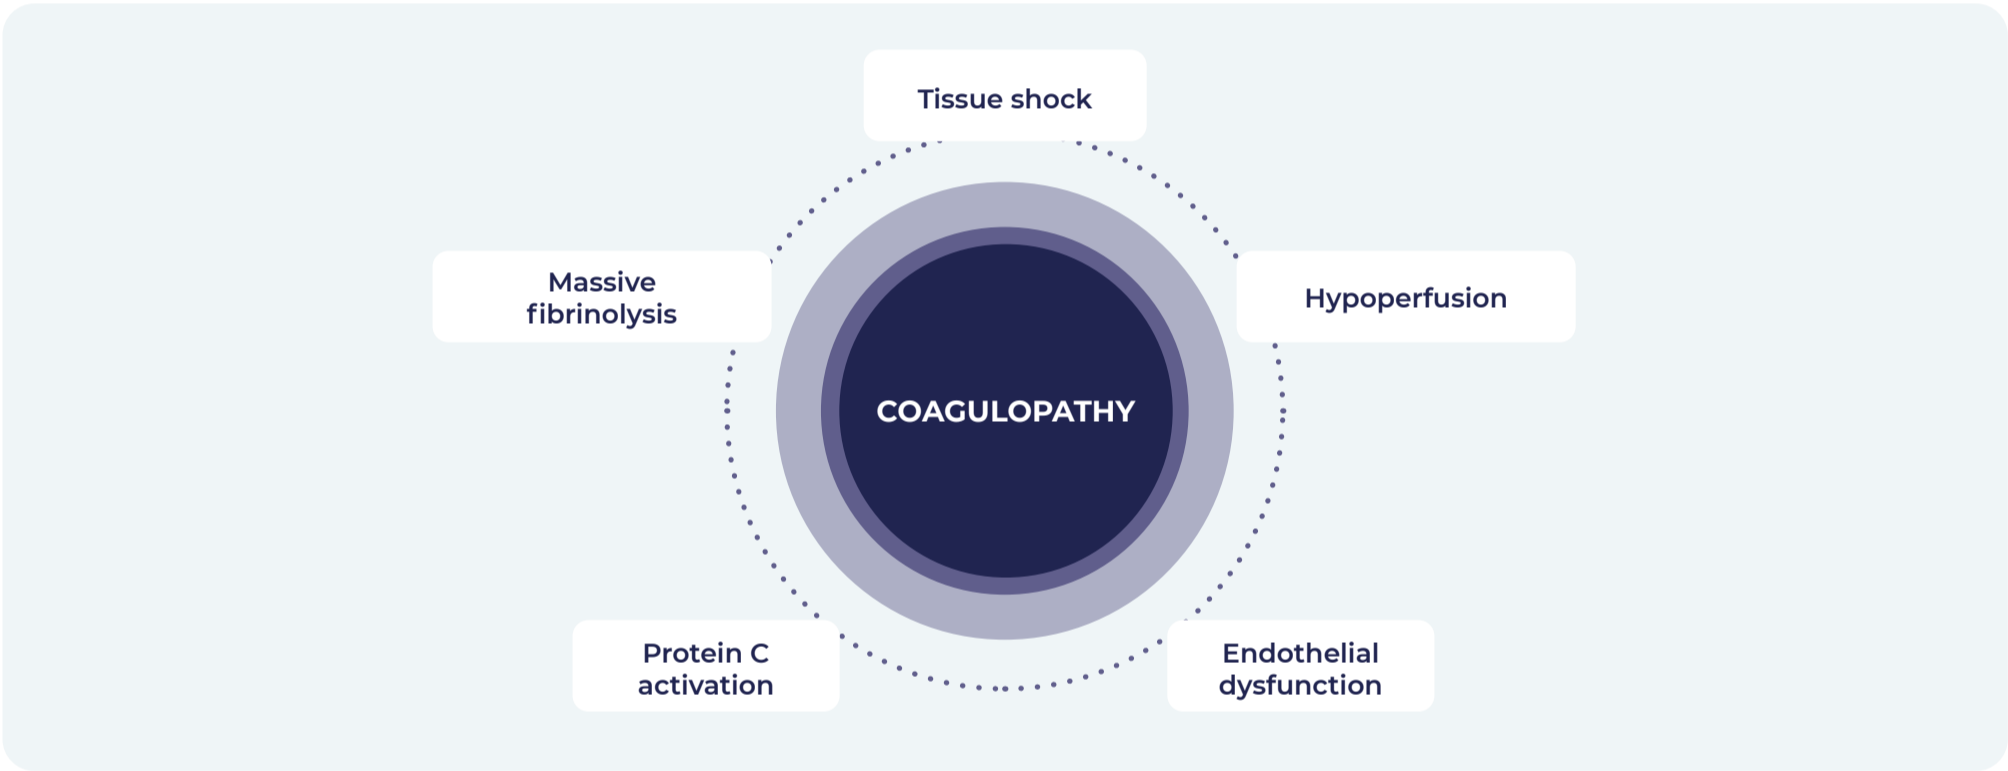 Tissue shock
Massive
fibrinolysis
Hypoperfusion
COAGULOPATHY
Protein C
activation
Endothelial
dysfunction